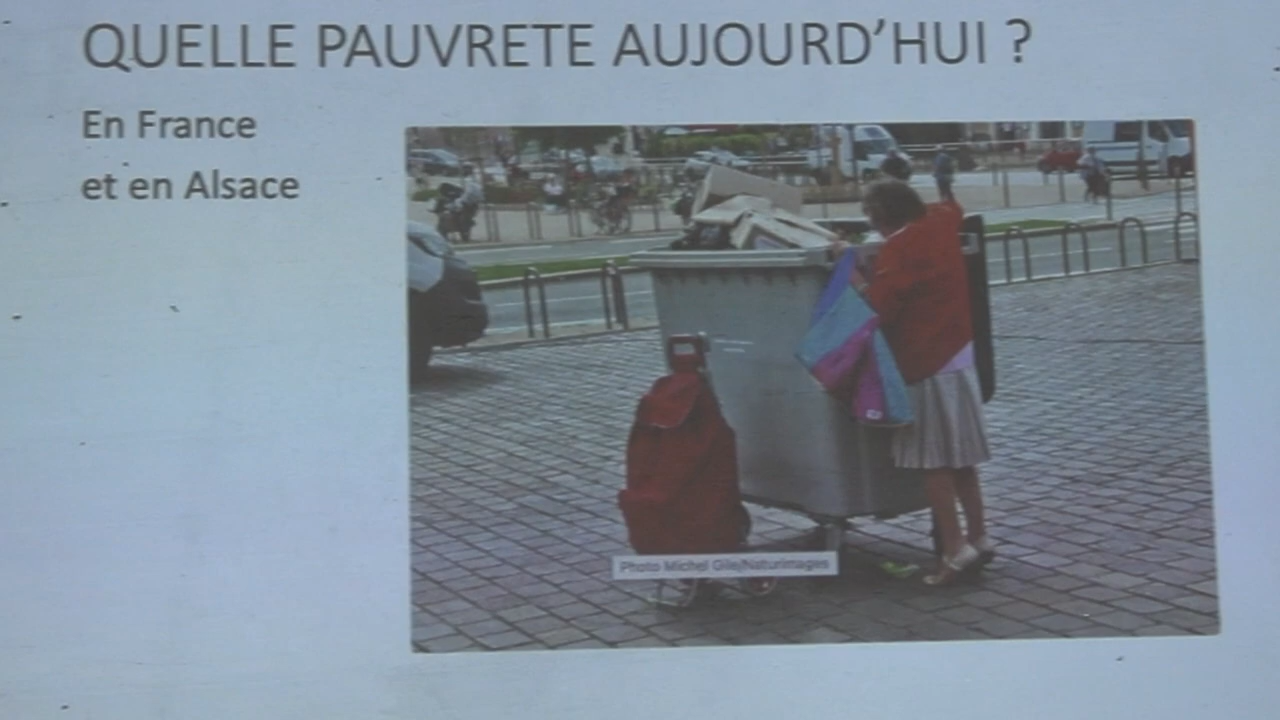 QUELLE PAUVRETE AUJOURD'HUI ?
En France
et en Alsace
Photo Michel Gile/Naturimages